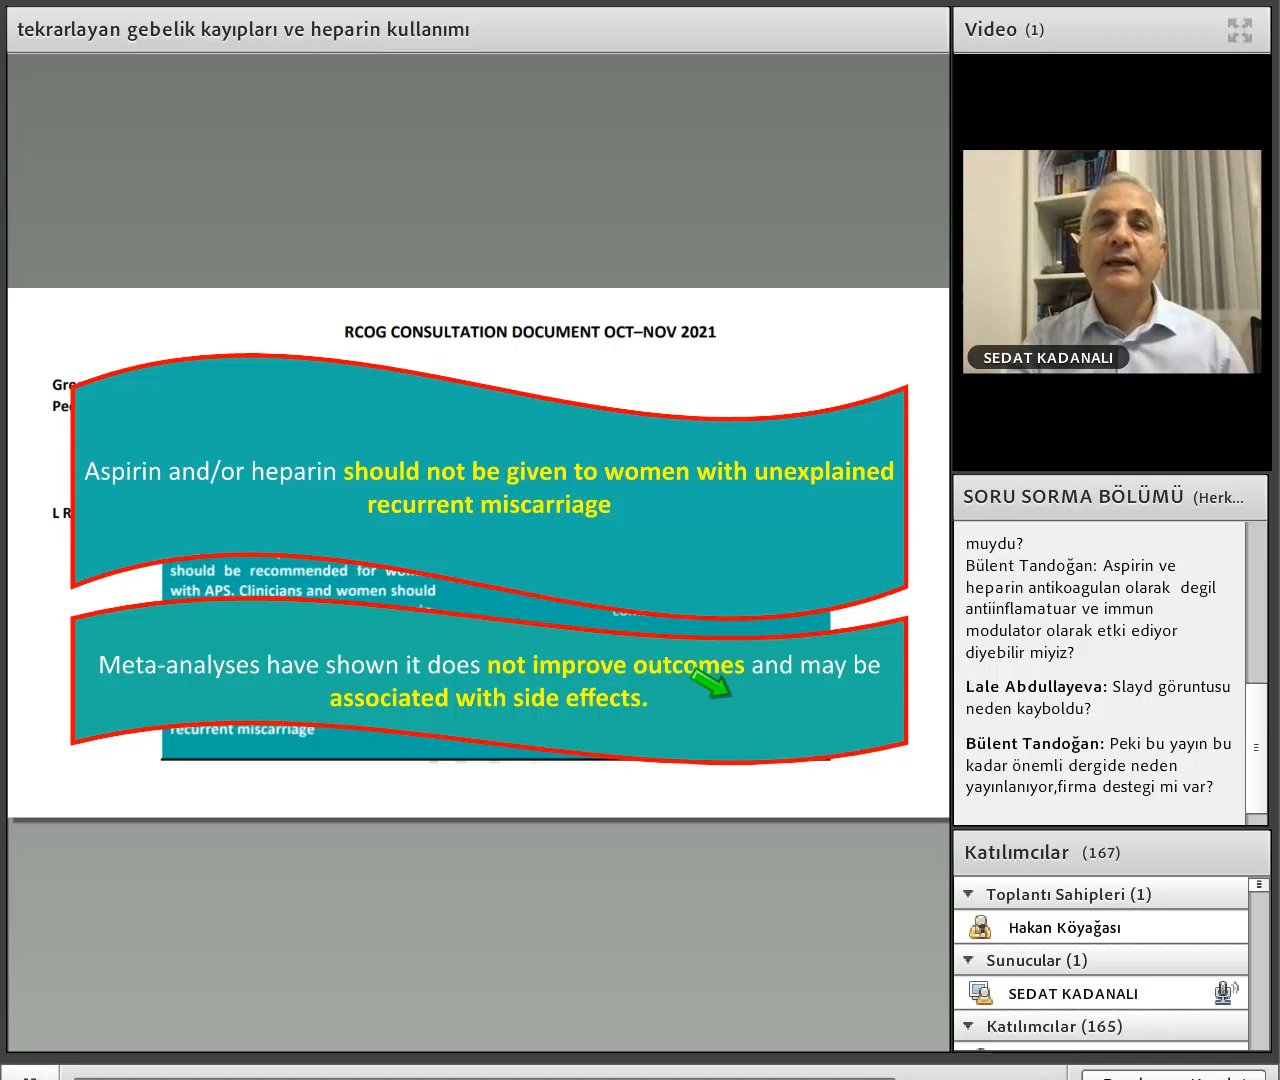 tekrarlayan gebelik kayıpları ve heparin kullanımı
RCOG CONSULTATION DOCUMENT OCT–NOV 2021
Aspirin and/or heparin should not be given to women with unexplained
recurrent miscarriage
should be recommended for
with APS. Clinicians and women should
Meta-analyses have shown it does not improve outcomes and may be
associated with side effects.
recurrent miscarriage
Video (1)
SEDAT KADANALI
SORU SORMA BÖLÜMÜ (Herk...
muydu?
Bülent Tandoğan: Aspirin ve
heparin antikoagulan olarak degil
antiinflamatuar ve immun
modulator olarak etki ediyor
diyebilir miyiz?
Lale Abdullayeva: Slayd göruntusu
neden kayboldu?
Bülent Tandoğan: Peki bu yayın bu
kadar önemli dergide neden
yayınlanıyor,firma destegi mi var?
Katılımcılar (167)
Toplantı Sahipleri (1)
Hakan Köyağası
Sunucular (1)
SEDAT KADANALI
Katılımcılar (165)